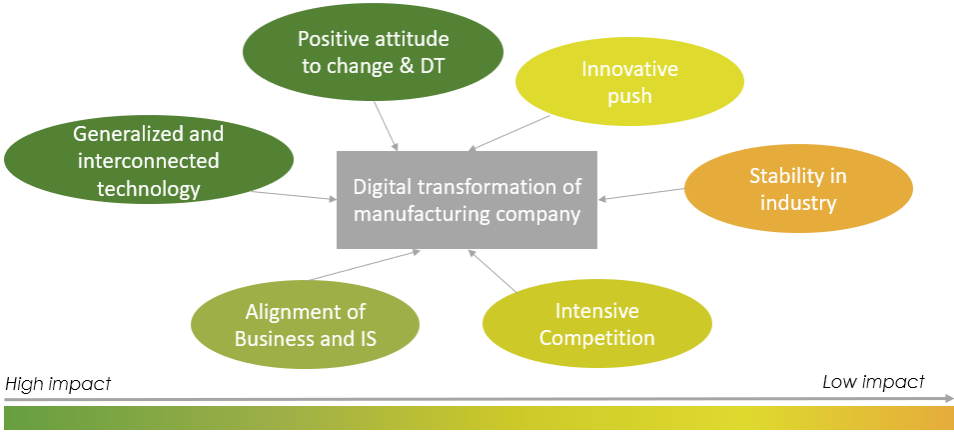 Positive attitude
to change & DT
Innovative
push
Generalized and
interconnected
technology
Digital transformation of
manufacturing company
Stability in
industry
Alignment of
Business and IS
Intensive
Competition
High impact
Low impact